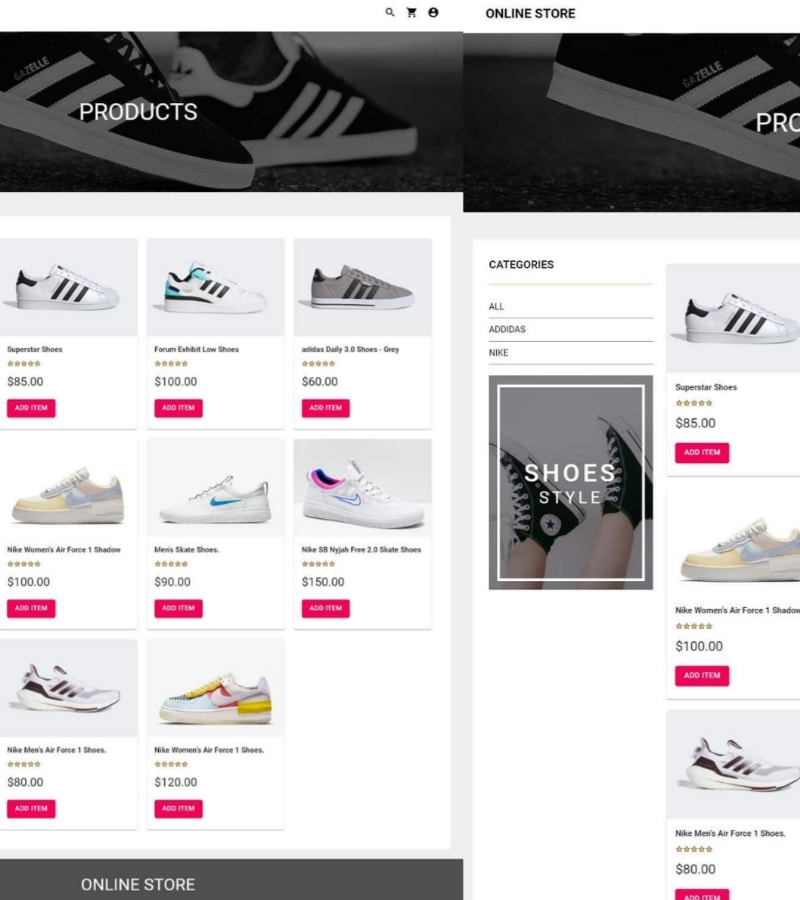 GAZELLE
PRODUCTS
Superstar Shoes
$85.00
ADD ITEM
Forum Exhibit Low Shoes
$100.00
ADD ITEM
adidas Daily 3.0 Shoes - Grey
$60.00
ADD ITEM
Nike Women's Air Force 1 Shadow
$100.00
ADD ITEM
Men's Skate Shoes.
$90.00
ADD ITEM
Nike SB Nyjah Free 2.0 Skate Shoes
$150.00
ADD ITEM
Nike Men's Air Force 1 Shoes.
$80.00
ADD ITEM
Nike Women's Air Force 1 Shoes.
$120.00
ADD ITEM
ONLINE STORE
ONLINE STORE
GAZELLE
PRO
CATEGORIES
ALL
ADDIDAS
NIKE
SHOES
STYLE
Superstar Shoes
$85.00
ADD ITEM
Nike Women's Air Force 1 Shadow
$100.00
ADD ITEM
Nike Men's Air Force 1 Shoes.
$80.00
ADD ITEM